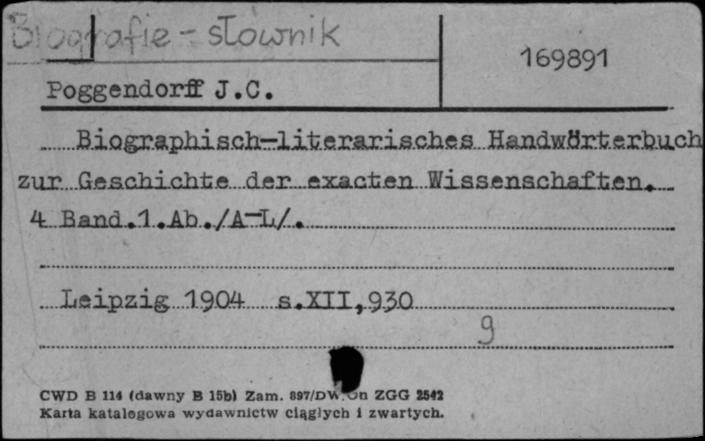 Biografie - słownik
169891
Poggendorff J.C.
Biographisch-literarisches Handwörterbuch
zur Geschichte der exacten Wissenschaften.
4 Band.1.Ab./A-L/.
Leipzig 1904 s.XII,930
9
CWD B 114 (dawny B 15b) Zam. 897/DW. On ZGG 2542
Karta katalogowa wydawnictw ciągłych i zwartych.